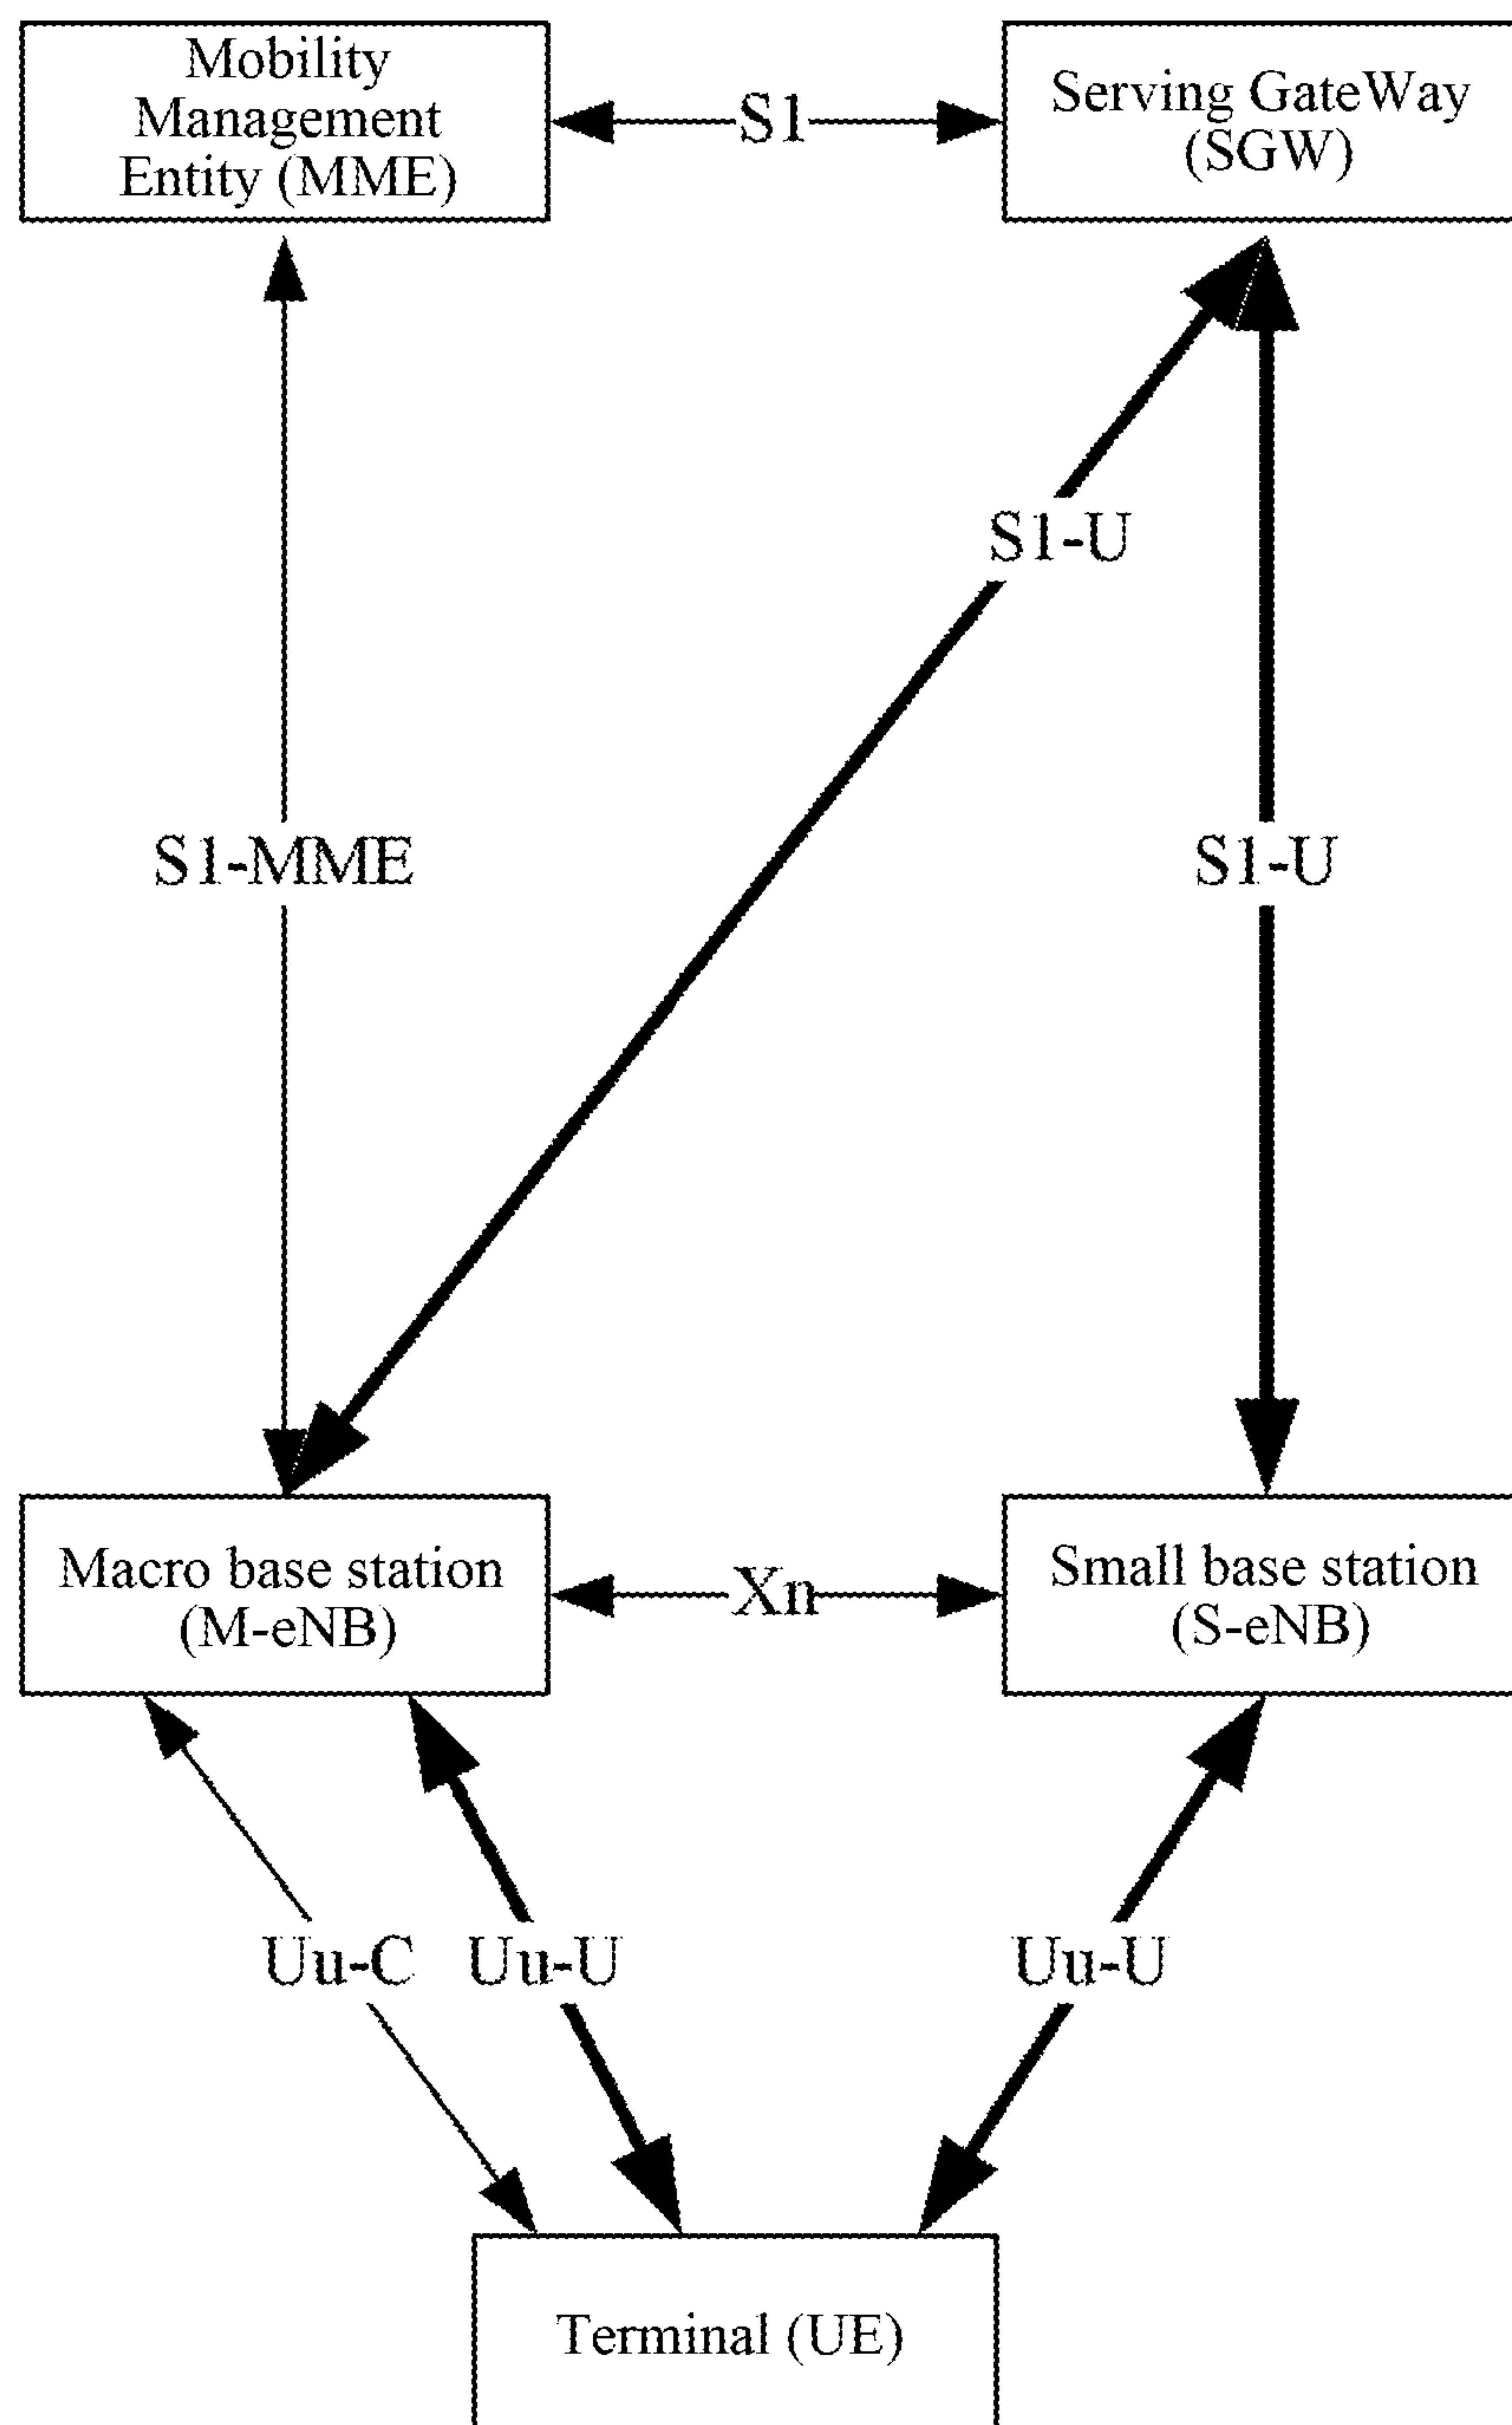 Mobility
Management
Entity (MME)
S1
Serving GateWay
(SGW)
S1-U
S1-MME
S1-U
Macro base station
(M-eNB)
Xn
Small base station
(S-eNB)
Uu-C
Uu-U
Uu-U
Terminal (UE)